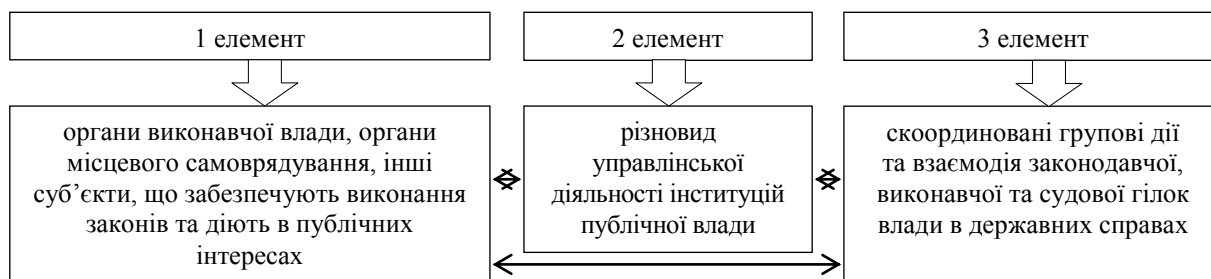 1 елемент
2 елемент
3 елемент
органи виконавчої влади, органи
місцевого самоврядування, інші
суб’єкти, що забезпечують виконання
законів та діють в публічних
інтересах
різновид
управлінської
діяльності інституцій
публічної влади
скоординовані групові дії
та взаємодія законодавчої,
виконавчої та судової гілок
влади в державних справах